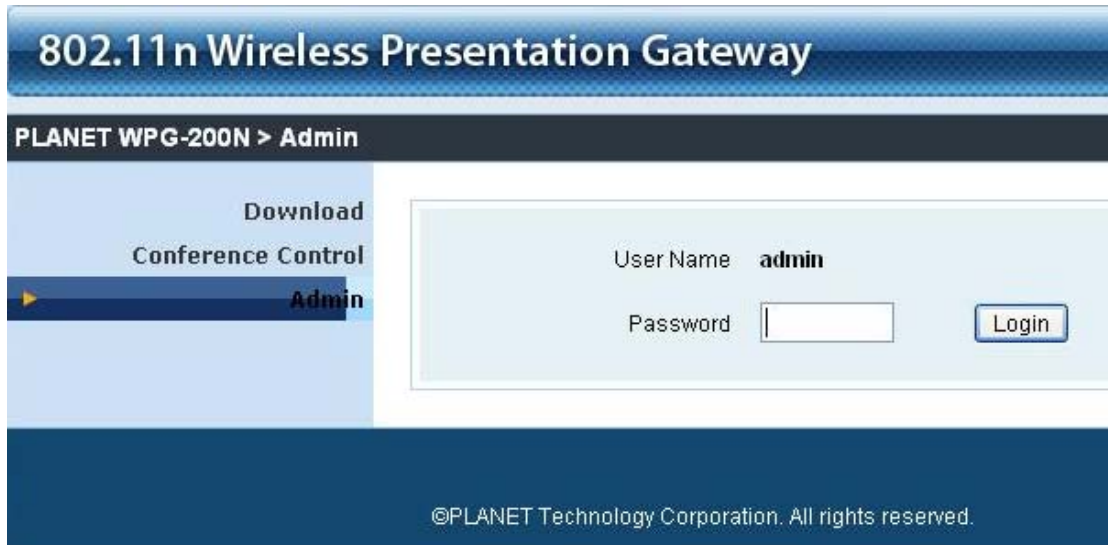 802.11n Wireless Presentation Gateway
PLANET WPG-200N > Admin
Download
Conference Control
Admin
User Name admin
Password
Login
©PLANET Technology Corporation. All rights reserved.